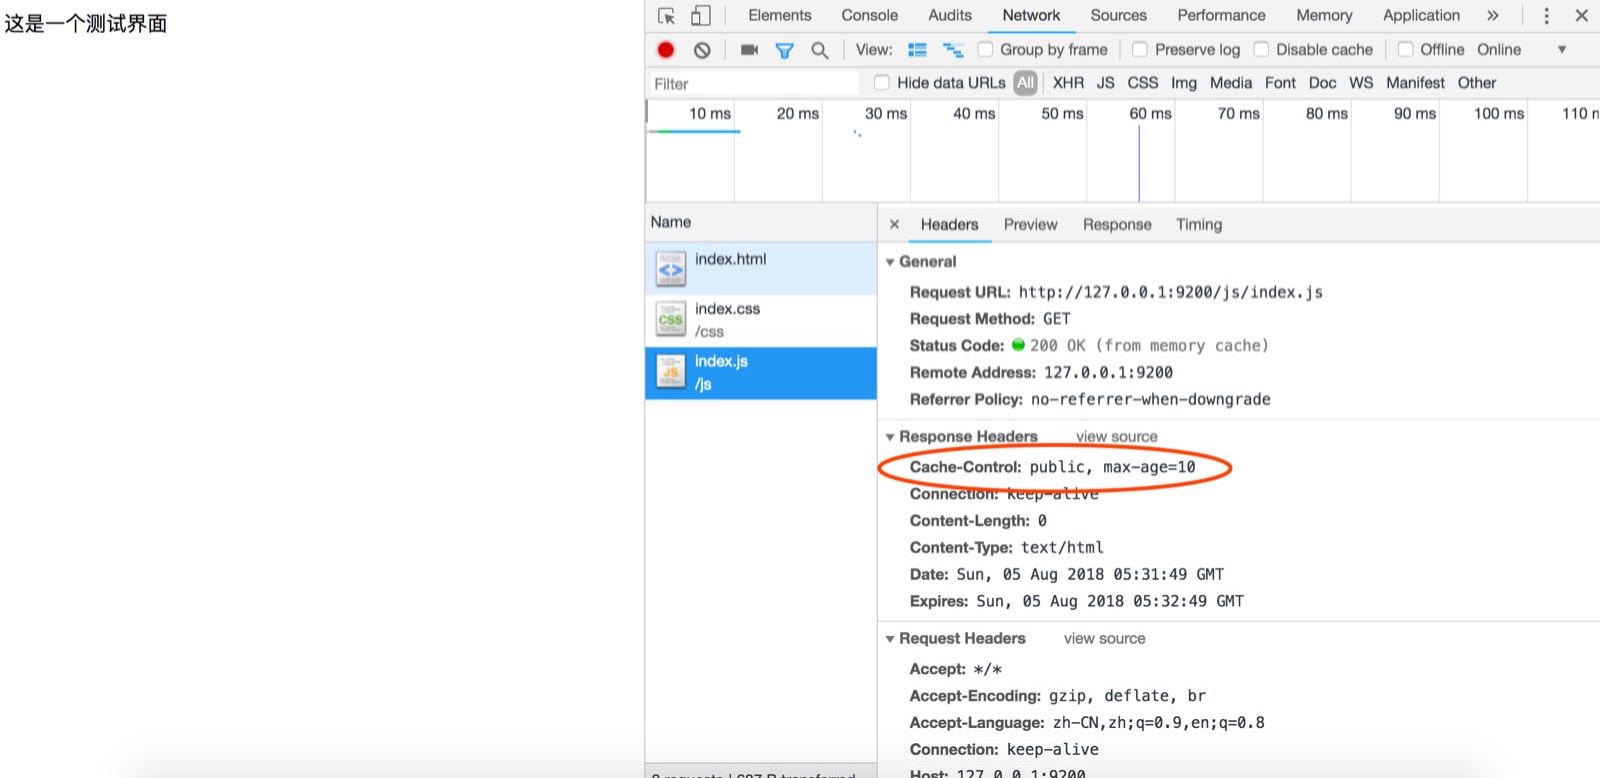 这是一个测试界面
Elements Console Audits Network Sources Performance Memory Application »
View: Group by frame Preserve log Disable cache Offline Online
Filter Hide data URLs All XHR JS CSS Img Media Font Doc WS Manifest Other
10 ms 20 ms 30 ms 40 ms 50 ms 60 ms 70 ms 80 ms 90 ms 100 ms 110
Name
index.html
index.css
/css
index.js
/js
× Headers Preview Response Timing
General
Request URL: http://127.0.0.1:9200/js/index.js
Request Method: GET
Status Code: 200 OK (from memory cache)
Remote Address: 127.0.0.1:9200
Referrer Policy: no-referrer-when-downgrade
Response Headers view source
Cache-Control: public, max-age=10
Connection: keep-alive
Content-Length: 0
Content-Type: text/html
Date: Sun, 05 Aug 2018 05:31:49 GMT
Expires: Sun, 05 Aug 2018 05:32:49 GMT
Request Headers view source
Accept: */*
Accept-Encoding: gzip, deflate, br
Accept-Language: zh-CN,zh;q=0.9,en;q=0.8
Connection: keep-alive
Host: 127.0.0.1:9200